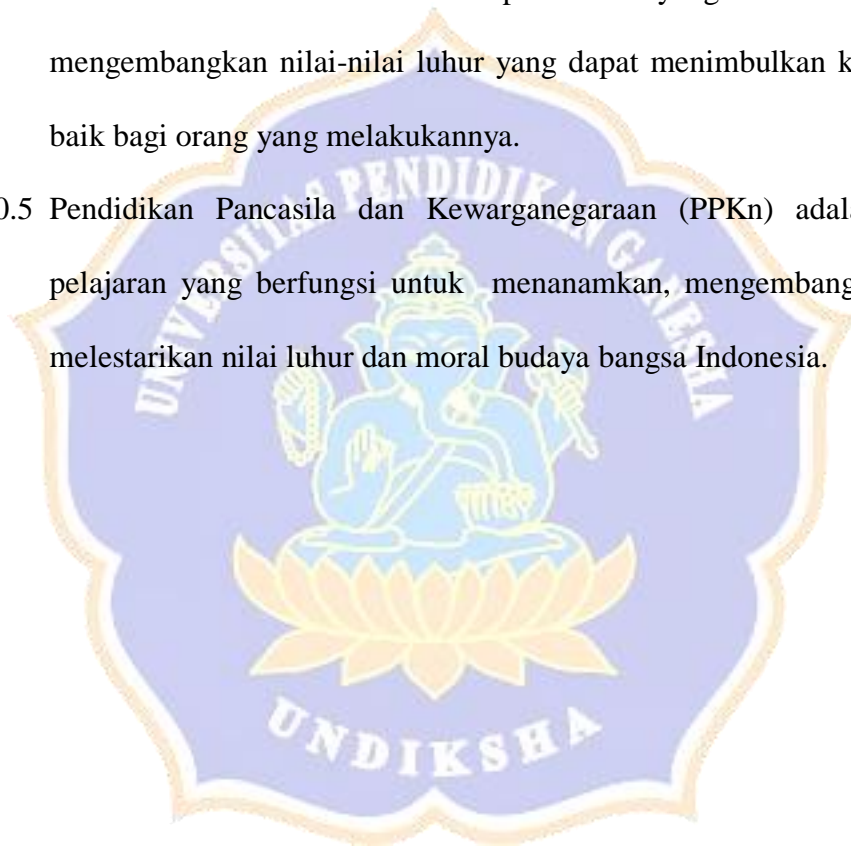 mengembangkan nilai-nilai luhur yang dapat menimbulkan k
baik bagi orang yang melakukannya.
0.5 Pendidikan Pancasila dan Kewarganegaraan (PPKn) adala
pelajaran yang berfungsi untuk menanamkan, mengembang
melestarikan nilai luhur dan moral budaya bangsa Indonesia.
UNIVERSITAS PENDIDIKAN GANESHA
UNDIKSHA